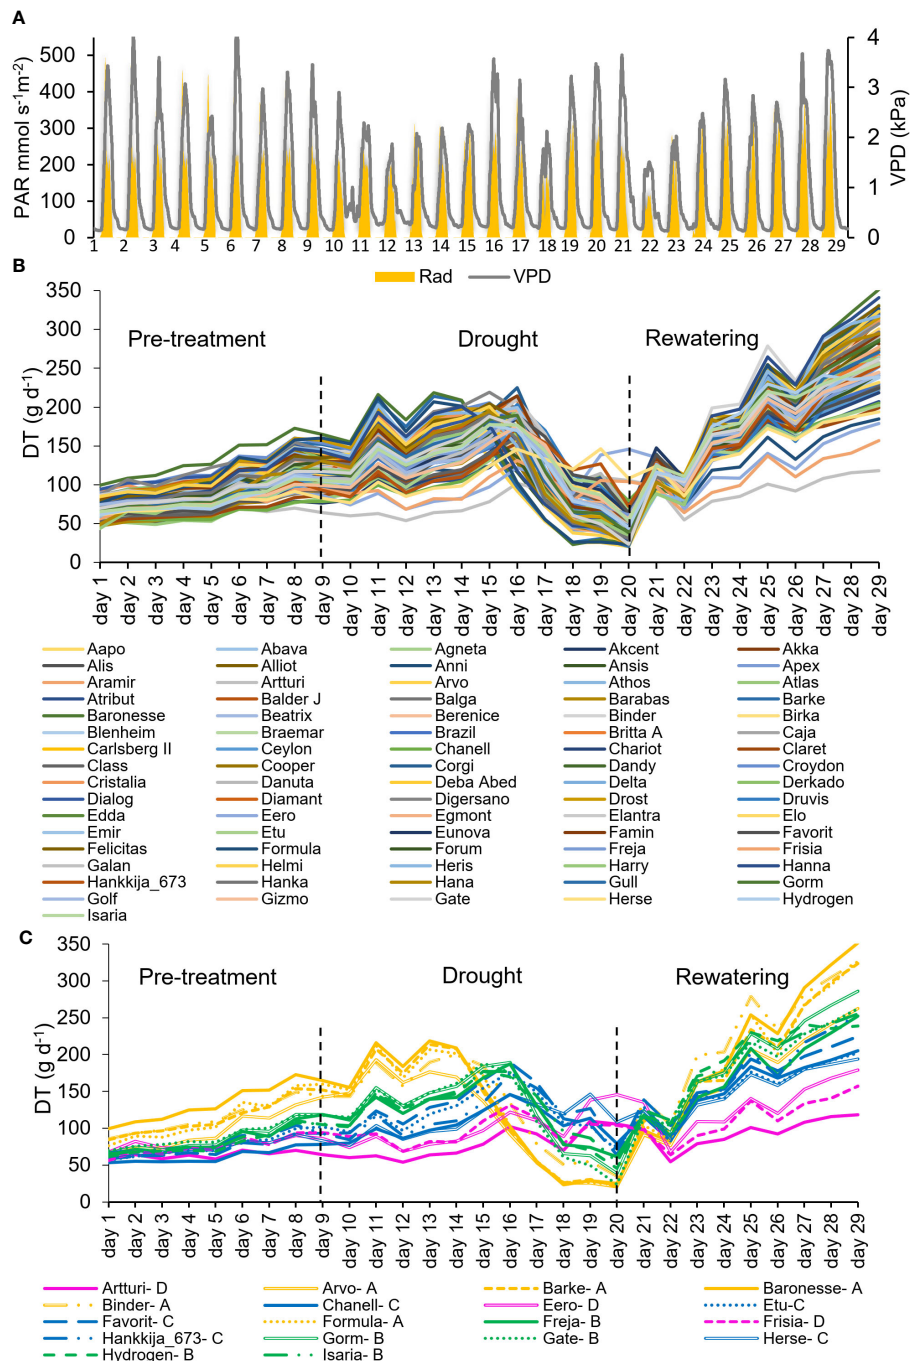 A
PAR mmol s⁻¹m⁻²
500
400
300
200
100
0
4
3
2
1
0
VPD (kPa)
1 2 3 4 5 6 7 8 9 10 11 12 13 14 15 16 17 18 19 20 21 22 23 24 25 26 27 28 29
Rad VPD
B
DT (g d⁻¹)
350
300
250
200
150
100
50
0
Pre-treatment Drought Rewatering
day 1 day 2 day 3 day 4 day 5 day 6 day 7 day 8 day 9 day 10 day 11 day 12 day 13 day 14 day 15 day 16 day 17 day 18 day 19 day 20 day 21 day 22 day 23 day 24 day 25 day 26 day 27 day 28 day 29
Aapo Abava Agneta Akcent Akka
Alis Alliot Anni Ansis Apex
Aramir Artturi Arvo Athos Atlas
Atribut Balder J Balga Barabas Barke
Baronesse Beatrix Berenice Binder Birka
Blenheim Braemar Brazil Britta A Caja
Carlsberg II Ceylon Chanell Chariot Claret
Class Cooper Corgi Dandy Croydon
Cristalia Danuta Deba Abed Delta Derkado
Dialog Diamant Digersano Drost Druvis
Edda Eero Egmont Elantra Elo
Emir Etu Eunova Famin Favorit
Felicitas Formula Forum Freja Frisia
Galan Helmi Heris Harry Hanna
Hankkija_673 Hanka Hana Gull Gorm
Golf Gizmo Gate Herse Hydrogen
Isaria
C
DT (g d⁻¹)
350
300
250
200
150
100
50
0
Pre-treatment Drought Rewatering
day 1 day 2 day 3 day 4 day 5 day 6 day 7 day 8 day 9 day 10 day 11 day 12 day 13 day 14 day 15 day 16 day 17 day 18 day 19 day 20 day 21 day 22 day 23 day 24 day 25 day 26 day 27 day 28 day 29
Artturi- D Arvo- A Barke- A Baronesse- A
Binder- A Chanell- C Eero- D Etu-C
Favorit- C Formula- A Freja- B Frisia- D
Hankkija_673- C Gorm- B Gate- B Herse- C
Hydrogen- B Isaria- B